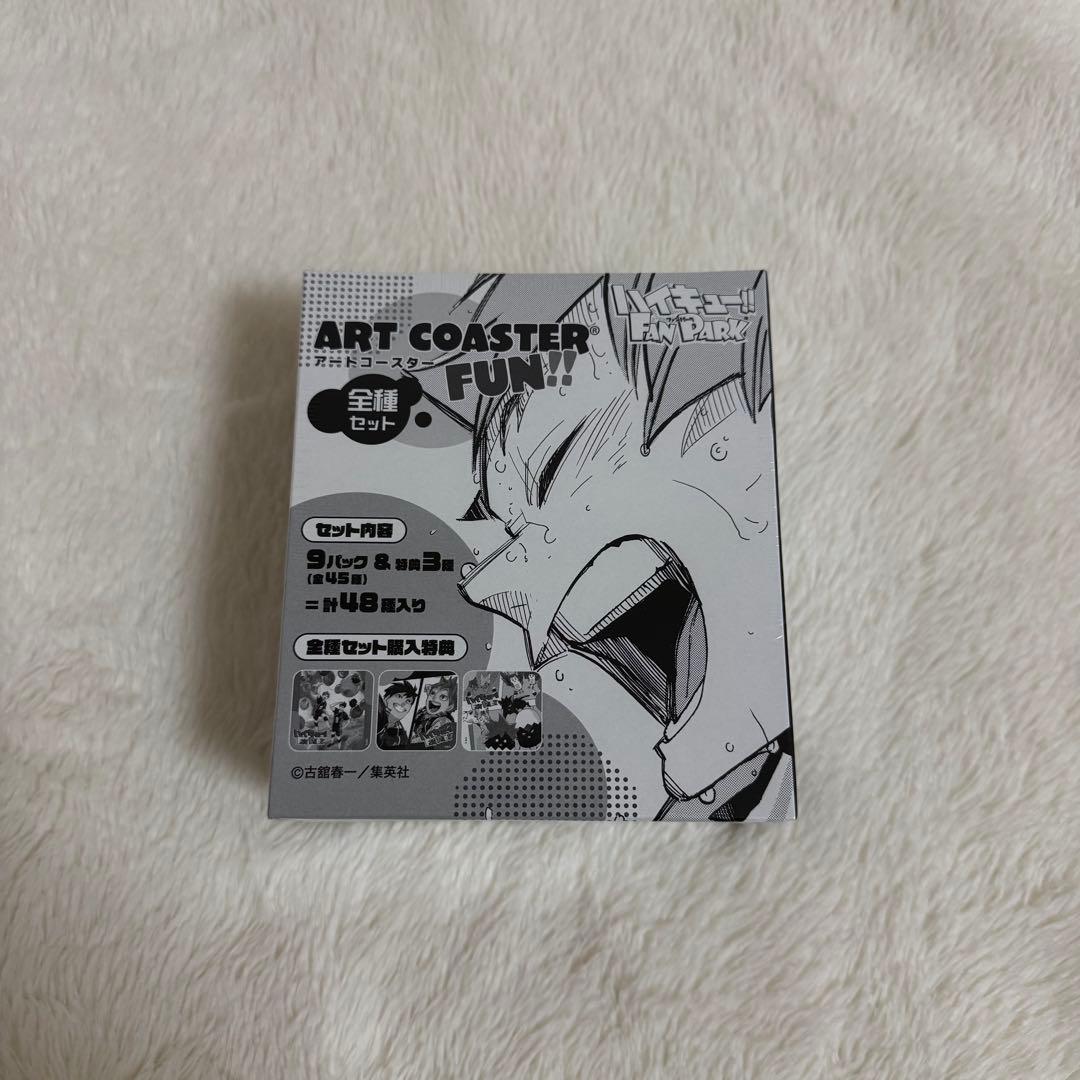 ハイキュー!!
FAN PARK
ART COASTER®
アートコースター
FUN!!
全種
セット
セット内容
9パック & 特典3種
(全45種)
=計48種入り
全種セット購入特典
©古舘春一/集英社